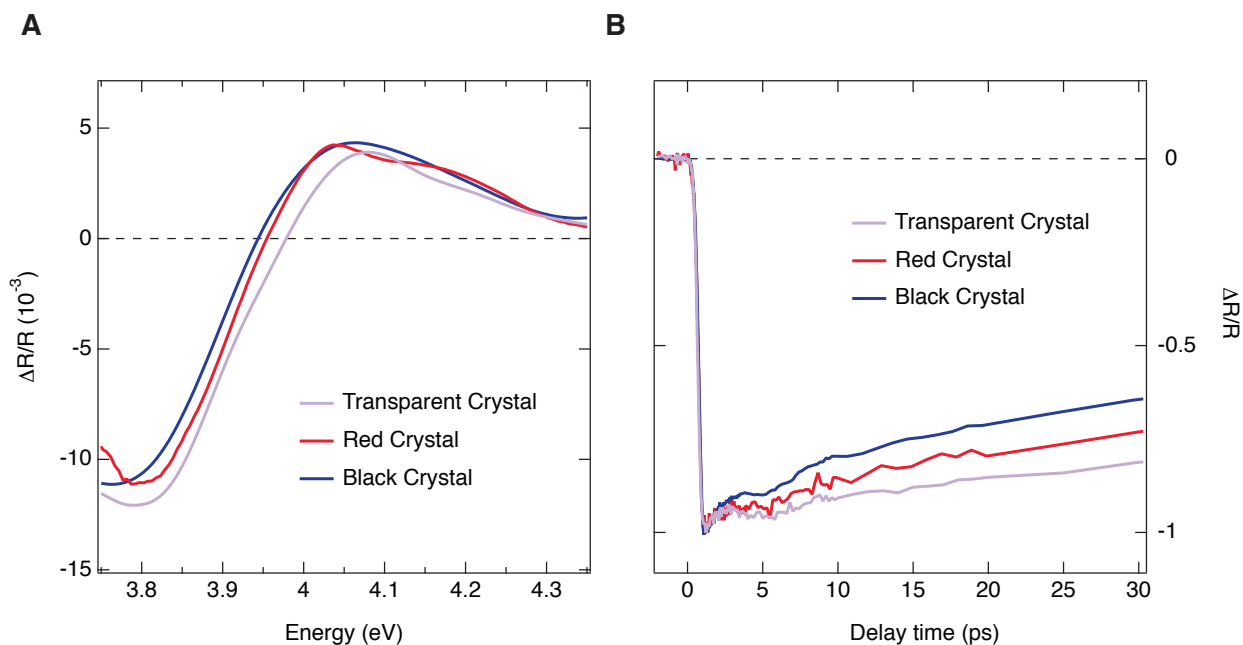 A
B
5
0
-5
-10
-15
ΔR/R (10⁻³)
Transparent Crystal
Red Crystal
Black Crystal
3.8 3.9 4 4.1 4.2 4.3
Energy (eV)
Transparent Crystal
Red Crystal
Black Crystal
0
-0.5
-1
ΔR/R
0 5 10 15 20 25 30
Delay time (ps)